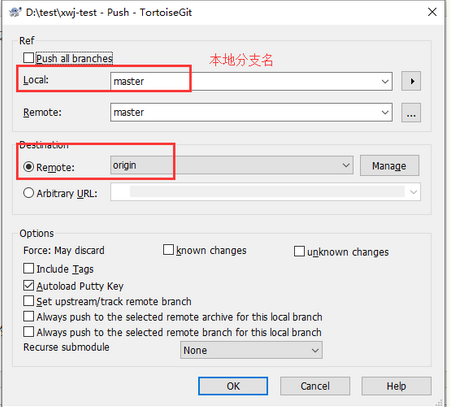 D:\test\xwj-test - Push - TortoiseGit
Ref
Push all branches
本地分支名
Local: master
Remote: master
...
Destination
Remote: origin Manage
Arbitrary URL:
Options
Force: May discard known changes unknown changes
Include Tags
Autoload Putty Key
Set upstream/track remote branch
Always push to the selected remote archive for this local branch
Always push to the selected remote branch for this local branch
Recurse submodule None
OK Cancel Help